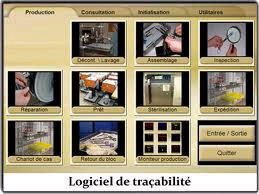 Production Consultation Initialisation Utilitaires
Décont. \ Lavage Assemblage Inspection
Réparation Prêt Stérilisation Expédition
Entrée / Sortie
Chariot de cas Retour du bloc Moniteur production Quitter
Logiciel de traçabilité